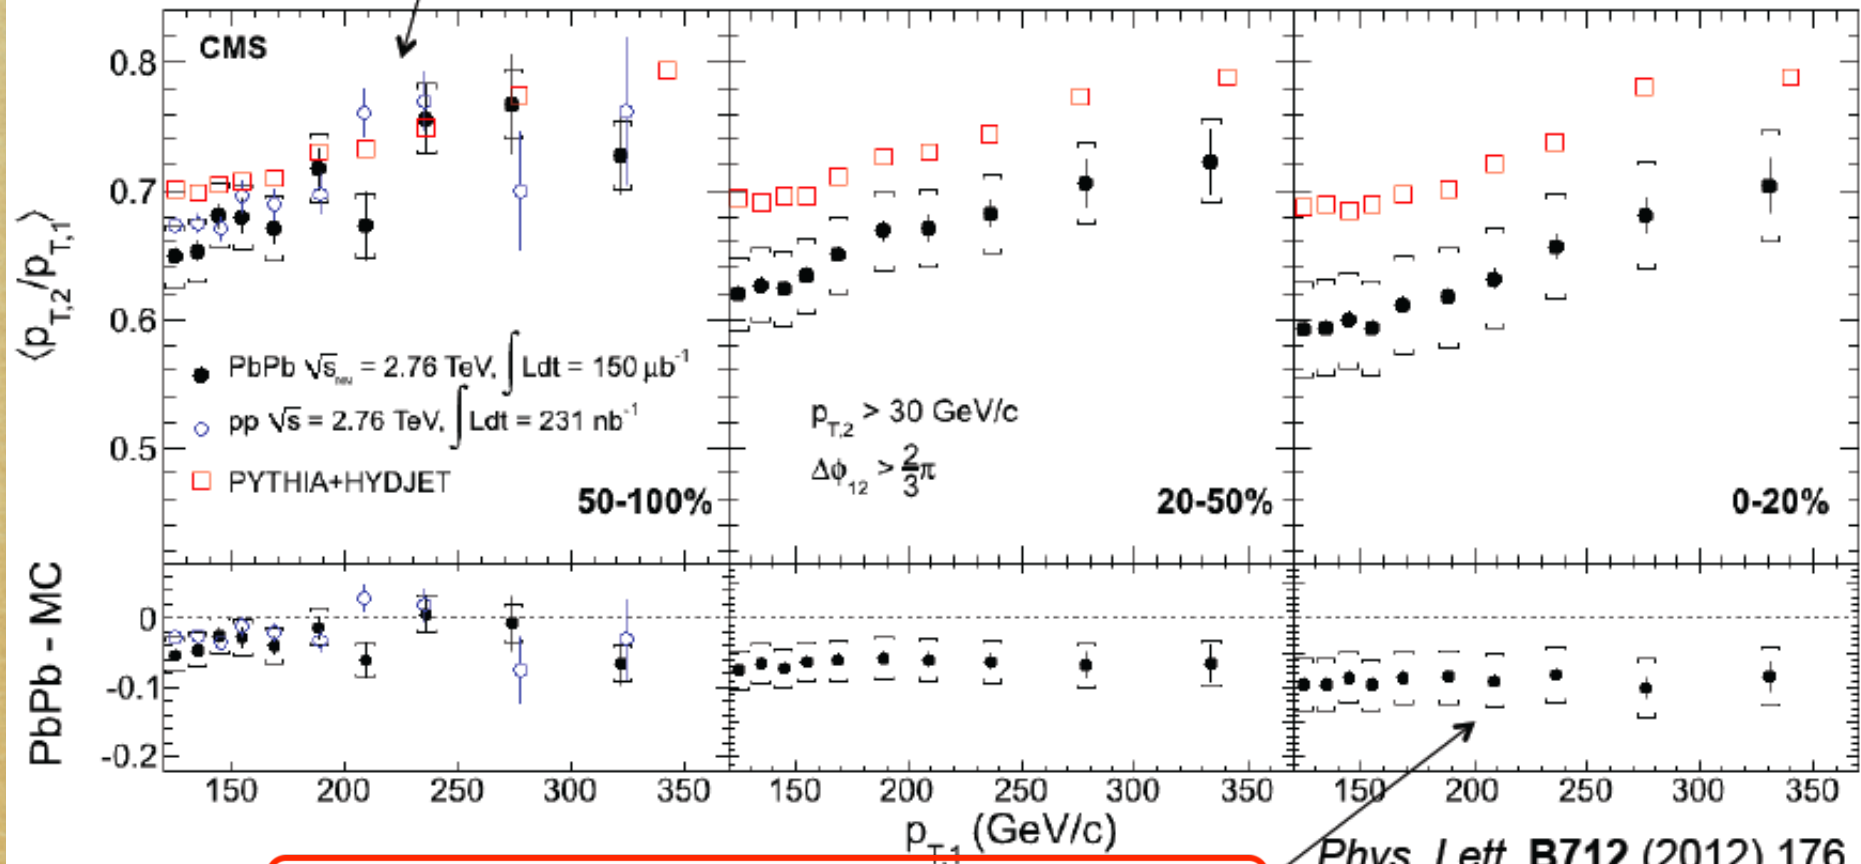 CMS
0.8
0.7
0.6
0.5
⟨p_T,2/p_T,1⟩
PbPb √s_NN = 2.76 TeV, ∫Ldt = 150 μb⁻¹
pp √s = 2.76 TeV, ∫Ldt = 231 nb⁻¹
PYTHIA+HYDJET
50-100%
p_T,2 > 30 GeV/c
Δϕ_12 > 2/3 π
20-50%
0-20%
PbPb - MC
0
-0.1
-0.2
150 200 250 300 350 150 200 250 300 350 150 200 250 300 350
p_T,1 (GeV/c)
Phys. Lett. B712 (2012) 176